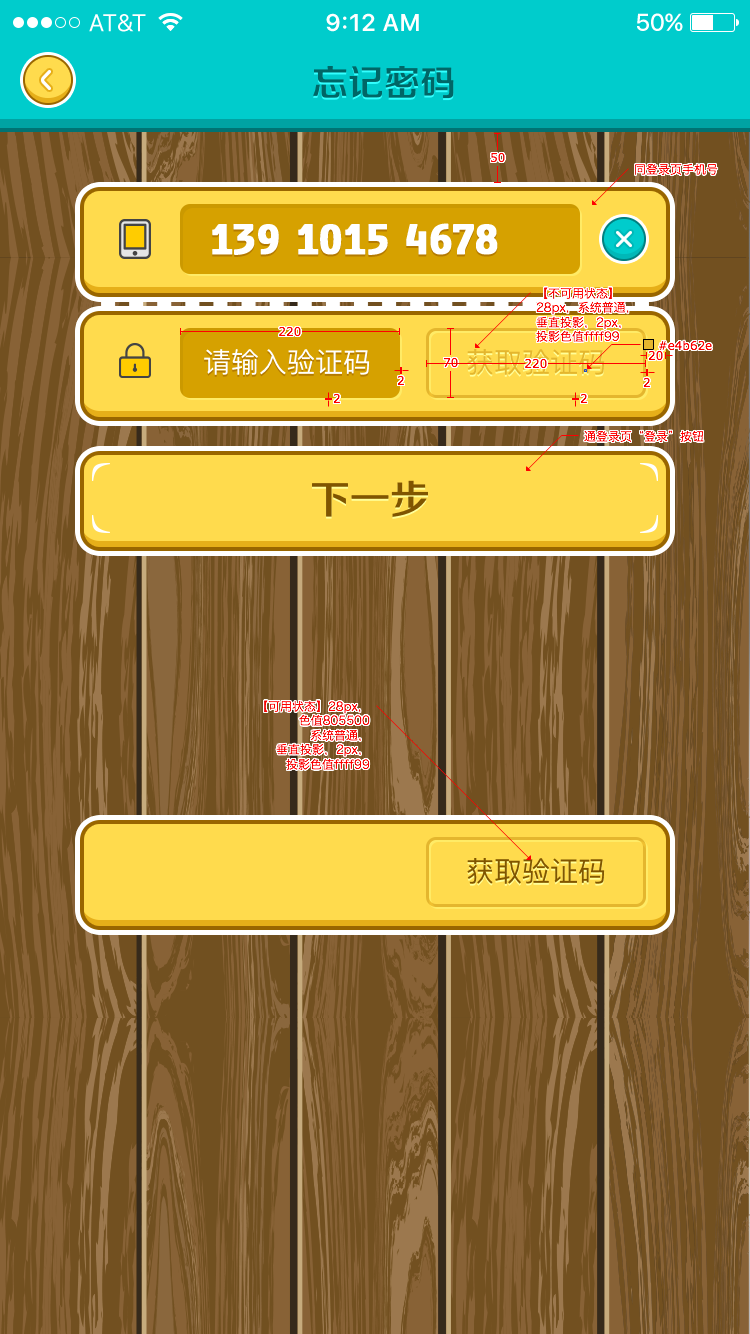 AT&T 9:12 AM 50%
忘记密码
50
同登录页手机号
139 1015 4678
【不可用状态】
28px，系统普通，
垂直投影，2px，
投影色值ffff99
220
请输入验证码
获取验证码
70
220
#e4b62e
20
2
2
2
2
通登录页“登录”按钮
下一步
【可用状态】28px，
色值805500
系统普通，
垂直投影，2px，
投影色值ffff99
获取验证码